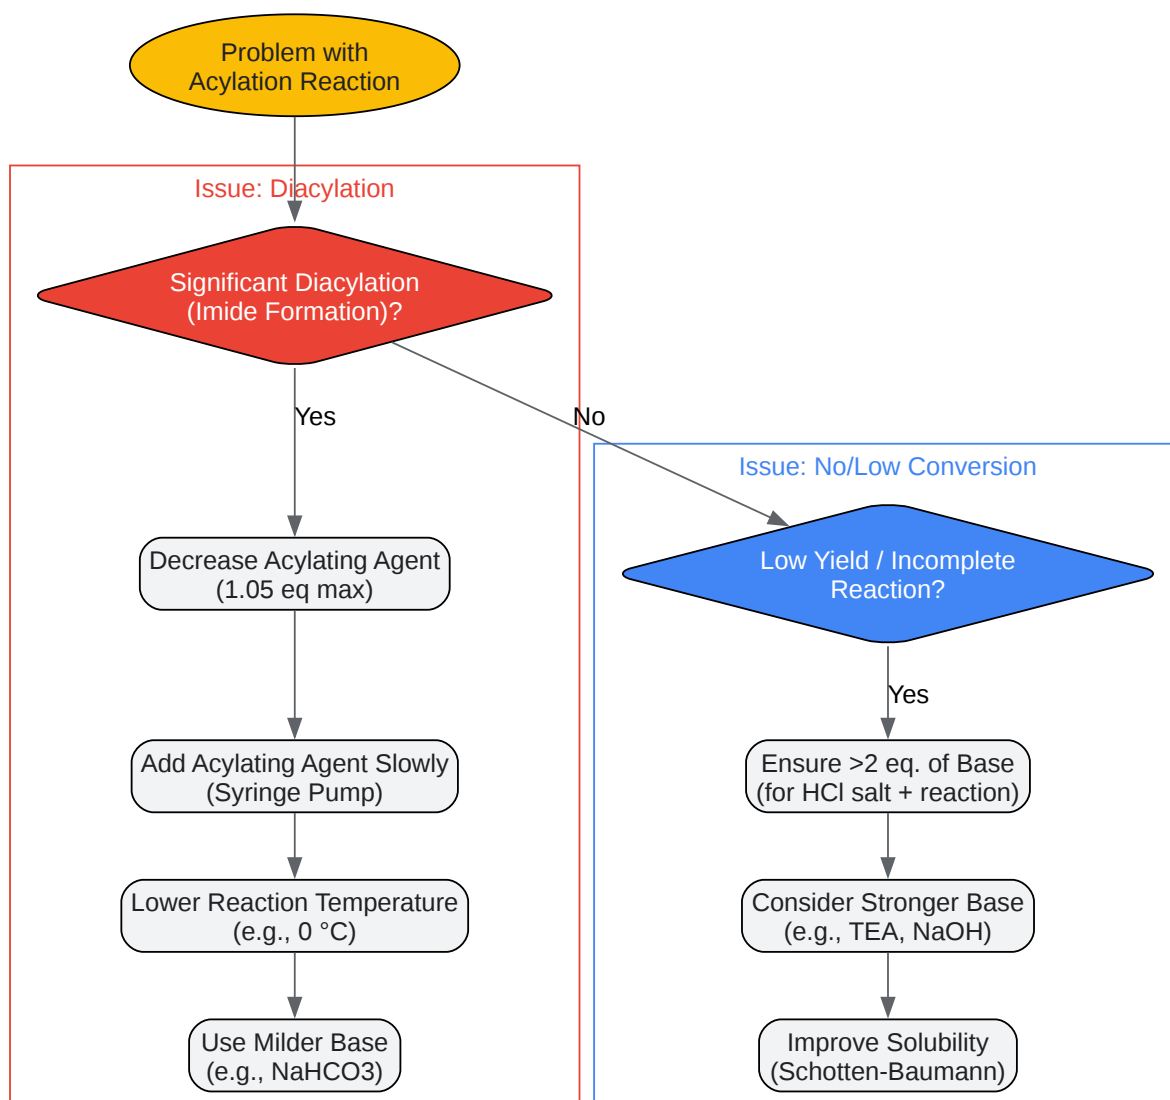 Problem with
Acylation Reaction
Issue: Diacylation
Significant Diacylation
(Imide Formation)?
Yes
No
Decrease Acylating Agent
(1.05 eq max)
Add Acylating Agent Slowly
(Syringe Pump)
Lower Reaction Temperature
(e.g., 0 °C)
Use Milder Base
(e.g., NaHCO3)
Issue: No/Low Conversion
Low Yield / Incomplete
Reaction?
Yes
Ensure >2 eq. of Base
(for HCl salt + reaction)
Consider Stronger Base
(e.g., TEA, NaOH)
Improve Solubility
(Schotten-Baumann)